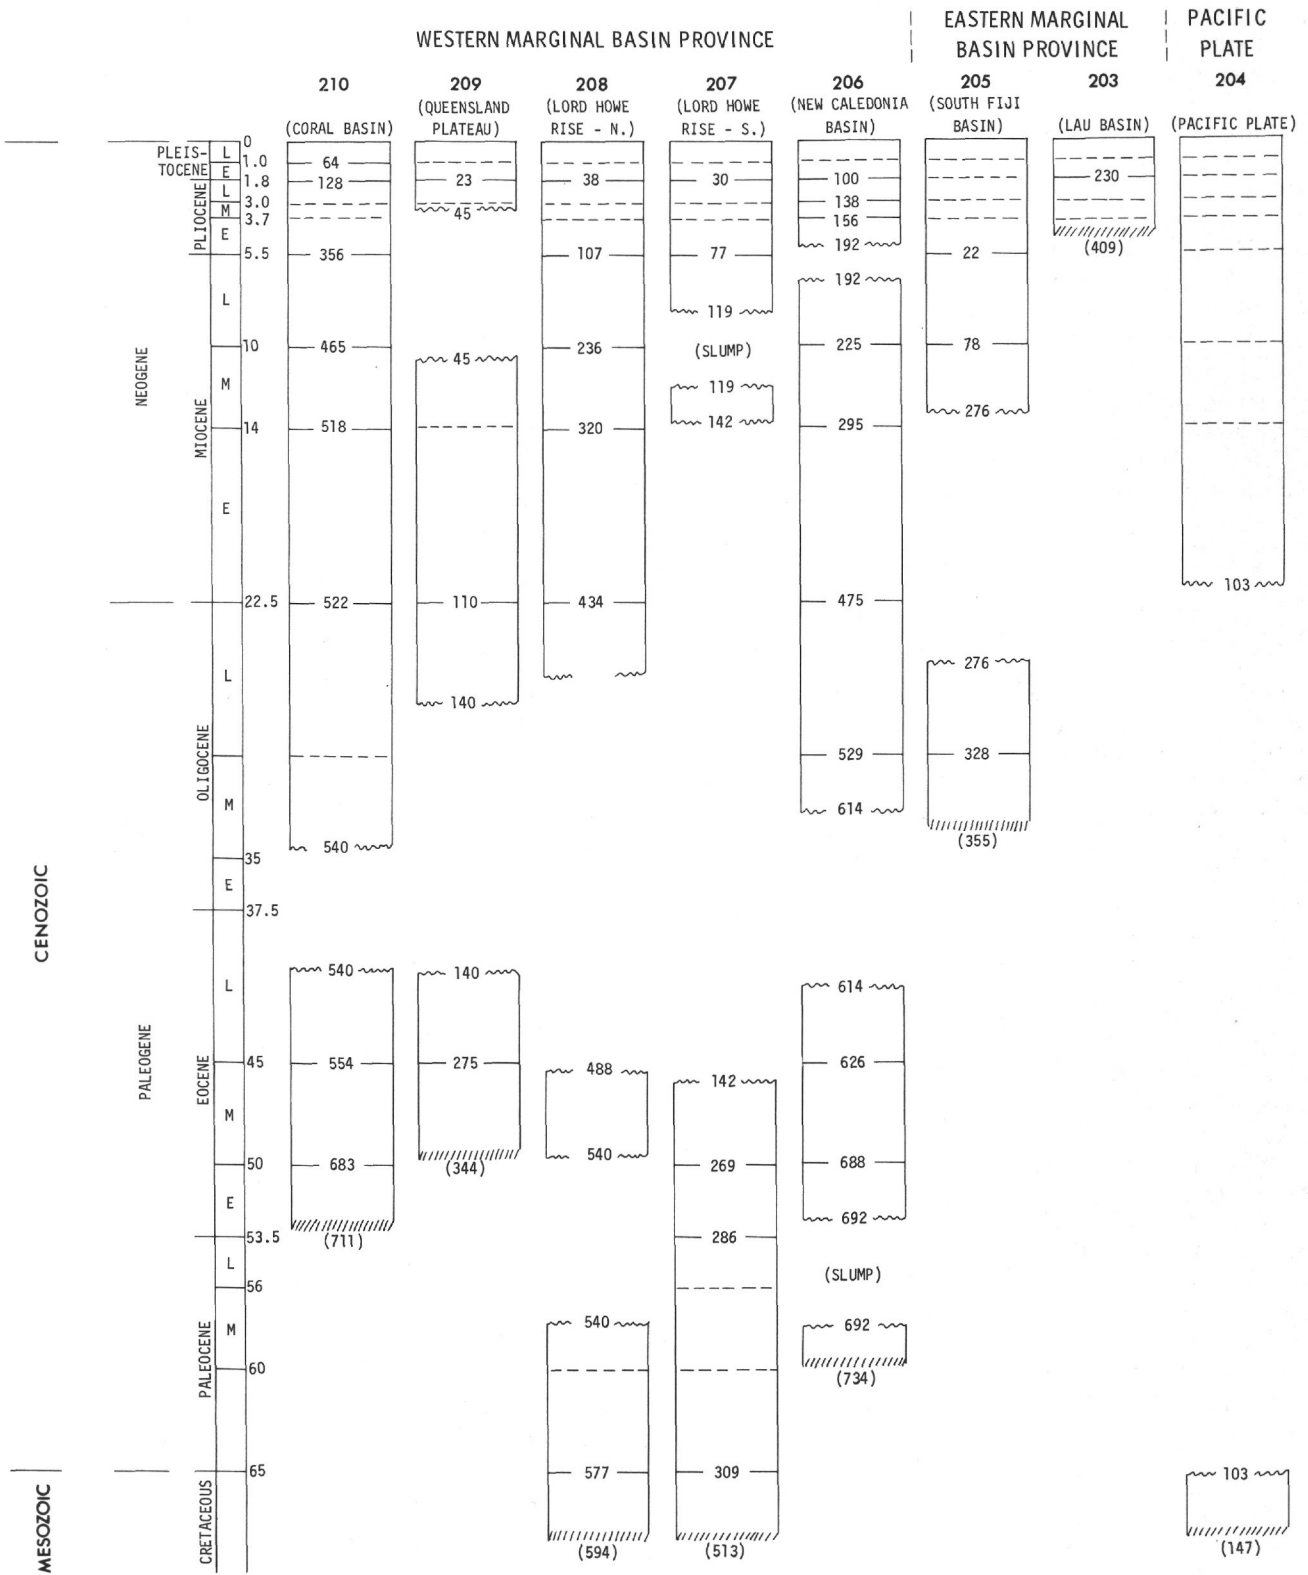 WESTERN MARGINAL BASIN PROVINCE
EASTERN MARGINAL
BASIN PROVINCE
PACIFIC
PLATE
210
(CORAL BASIN)
209
(QUEENSLAND
PLATEAU)
208
(LORD HOWE
RISE - N.)
207
(LORD HOWE
RISE - S.)
206
(NEW CALEDONIA
BASIN)
205
(SOUTH FIJI
BASIN)
203
(LAU BASIN)
204
(PACIFIC PLATE)
CENOZOIC
MESOZOIC
NEOGENE
PALEOGENE
PLEIS-
TOCENE
PLIOCENE
MIOCENE
OLIGOCENE
EOCENE
PALEOCENE
CRETACEOUS
L
E
L
M
E
L
M
E
L
M
E
L
M
E
L
M
0
1.0
1.8
3.0
3.7
5.5
10
14
22.5
35
37.5
45
50
53.5
56
60
65
64
128
356
465
518
522
540
540
554
683
(711)
23
45
45
110
140
140
275
(344)
38
107
236
320
434
488
540
540
577
(594)
30
77
119
(SLUMP)
119
142
142
269
286
309
(513)
100
138
156
192
192
225
295
475
529
614
614
626
688
692
(SLUMP)
692
(734)
22
78
276
276
328
(355)
230
(409)
103
103
(147)